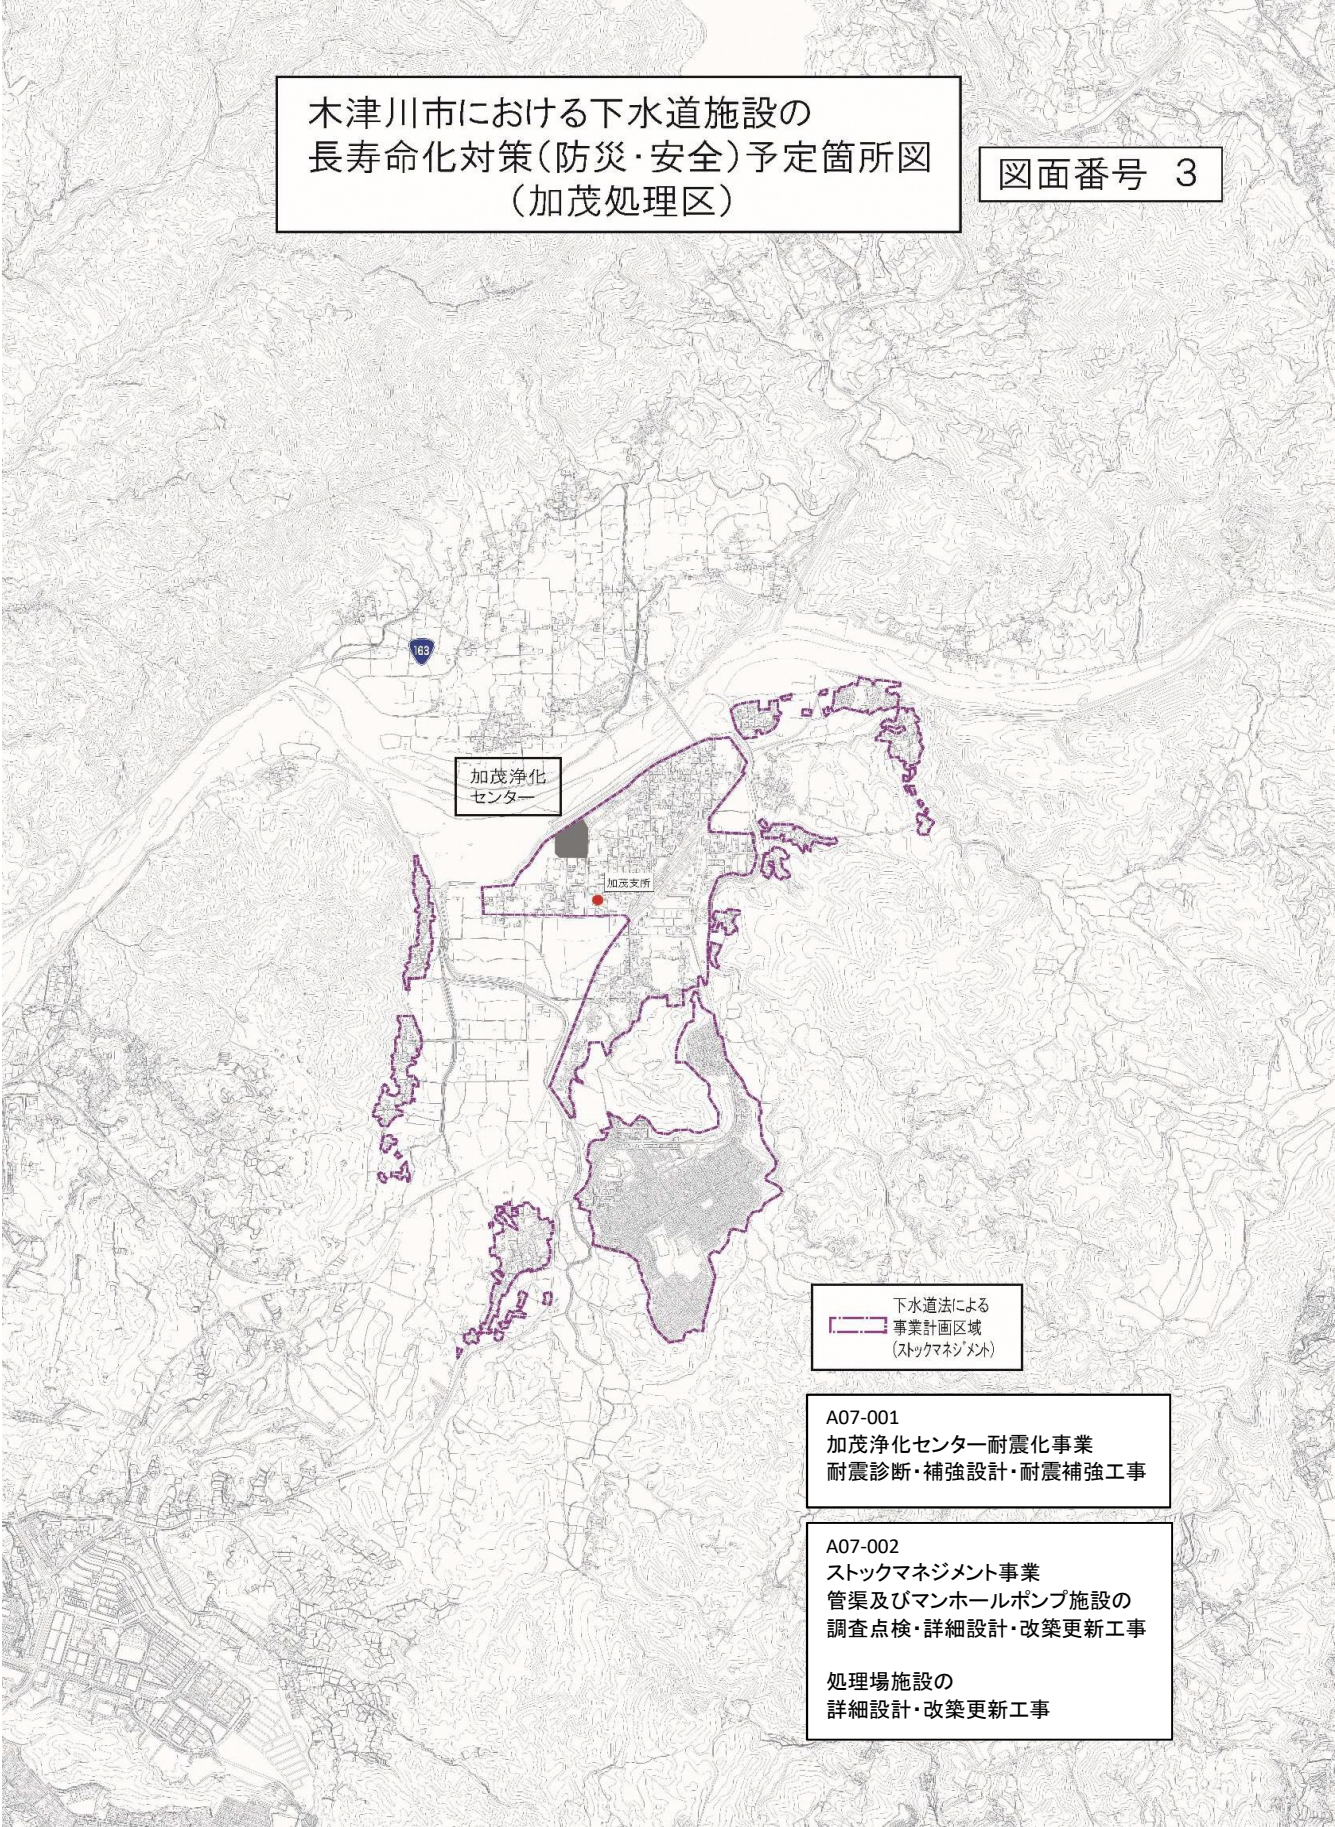 木津川市における下水道施設の
長寿命化対策(防災・安全)予定箇所図
(加茂処理区)
図面番号 3
163
加茂浄化
センター
加茂支所
下水道法による
事業計画区域
(ストックマネジメント)
A07-001
加茂浄化センター耐震化事業
耐震診断・補強設計・耐震補強工事
A07-002
ストックマネジメント事業
管渠及びマンホールポンプ施設の
調査点検・詳細設計・改築更新工事
処理場施設の
詳細設計・改築更新工事